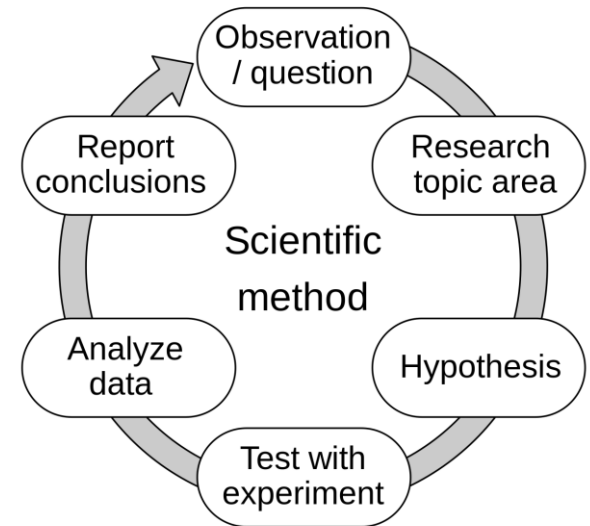 Observation
/ question
Research
topic area
Hypothesis
Test with
experiment
Analyze
data
Report
conclusions
Scientific
method